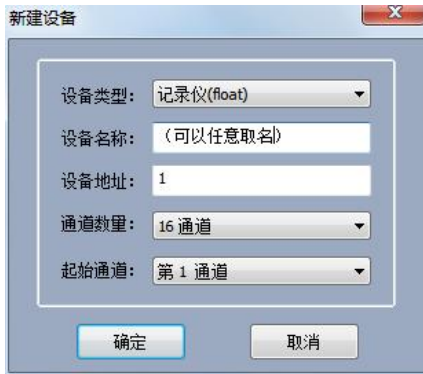 新建设备
设备类型： 记录仪(float)
设备名称： （可以任意取名）
设备地址： 1
通道数量： 16 通道
起始通道： 第 1 通道
确定 取消